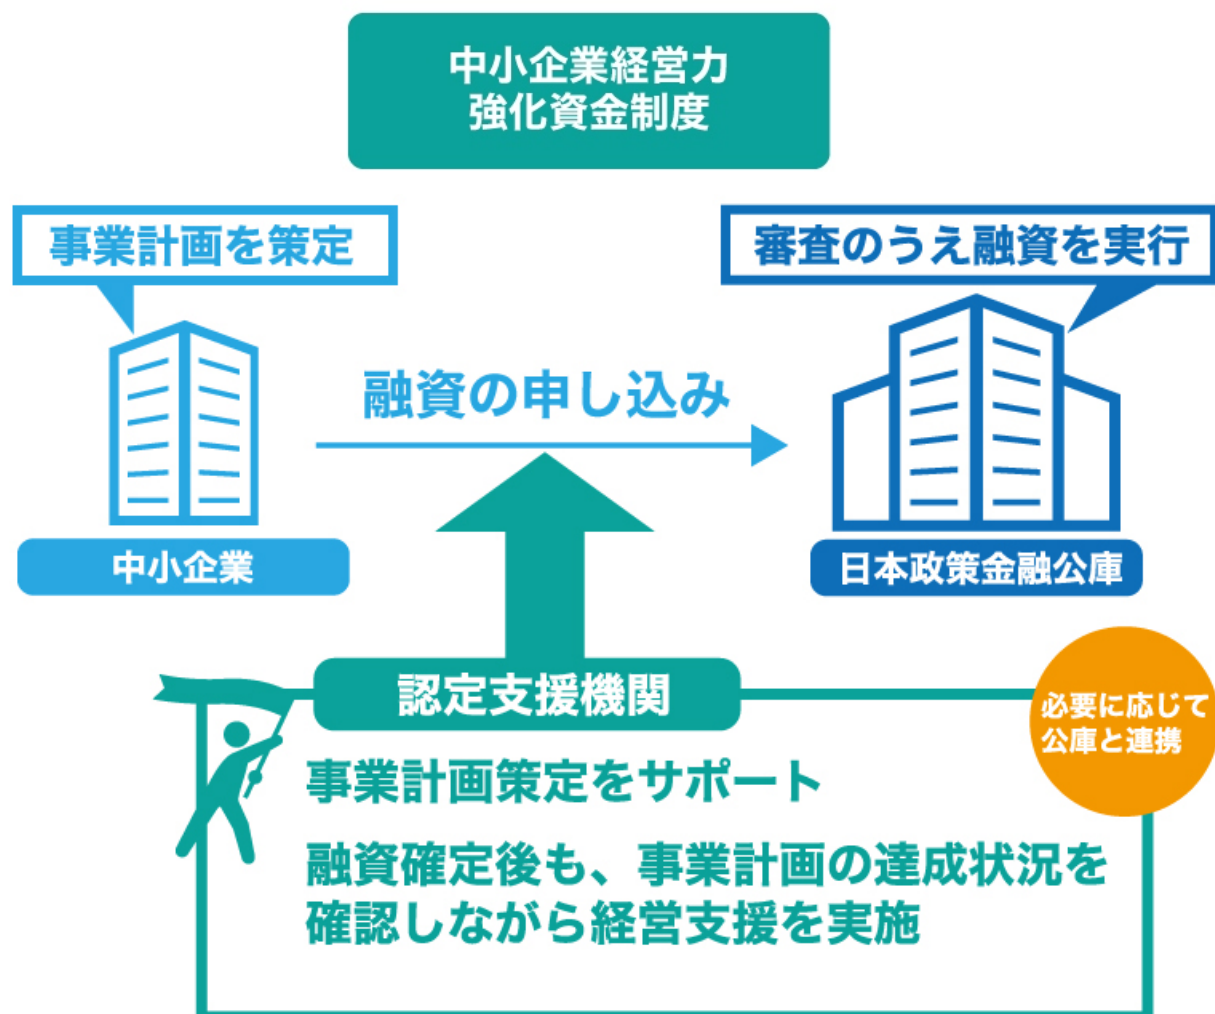 中小企業経営力
強化資金制度
事業計画を策定
審査のうえ融資を実行
融資の申し込み
中小企業
日本政策金融公庫
認定支援機関
必要に応じて
公庫と連携
事業計画策定をサポート
融資確定後も、事業計画の達成状況を
確認しながら経営支援を実施